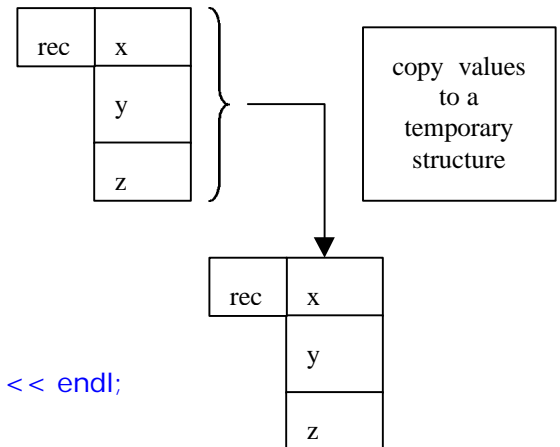 rec x
y
z
copy values
to a
temporary
structure
rec x
y
z
<< endl;